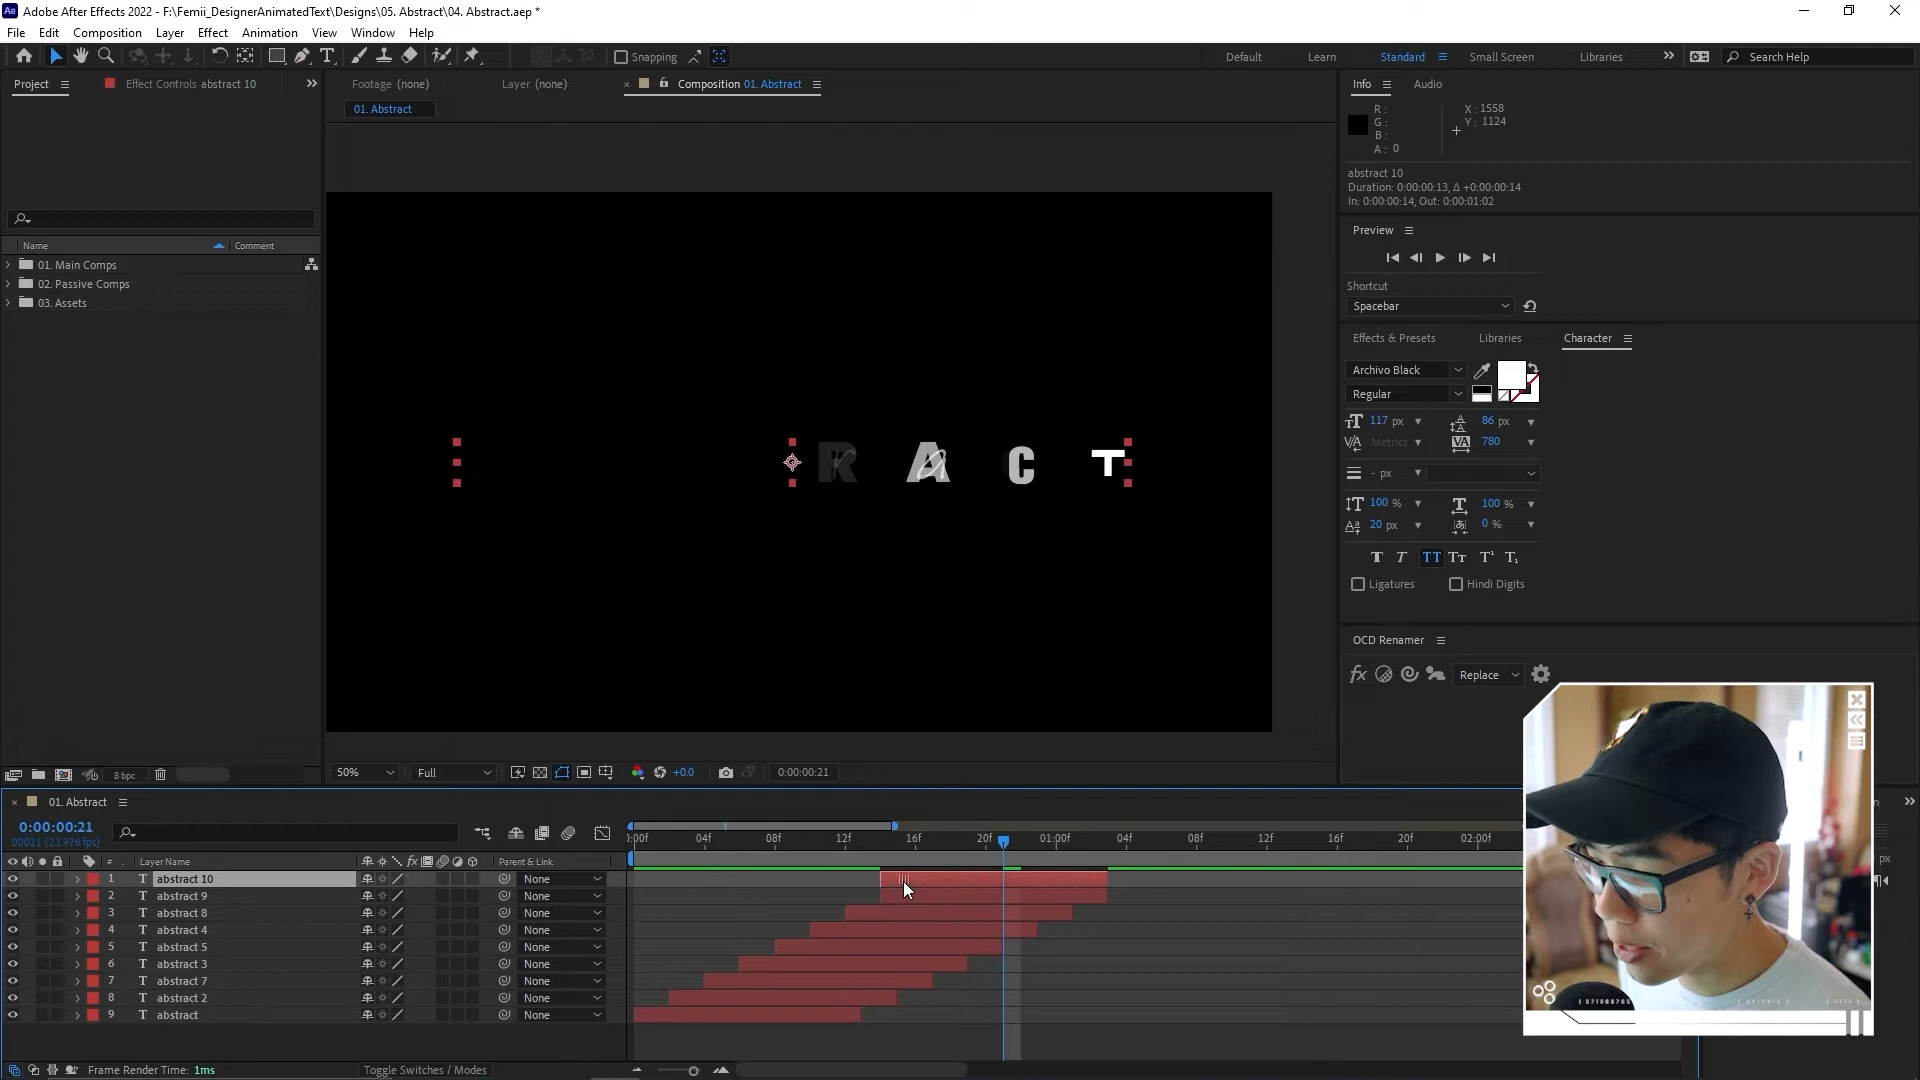 Adobe After Effects 2022 - F:\Femii_DesignerAnimatedText\Designs\05. Abstract\04. Abstract.aep *
File Edit Composition Layer Effect Animation View Window Help
Snapping
Default Learn Standard Small Screen Libraries Search Help
Project Effect Controls abstract 10
Footage (none) Layer (none) Composition 01. Abstract
Info Audio
01. Abstract
R :
G :
B :
A : 0
X : 1558
Y : 1124
abstract 10
Duration: 0:00:00:13, Δ +0:00:00:14
In: 0:00:00:14, Out: 0:00:01:02
Name Comment
01. Main Comps
02. Passive Comps
03. Assets
R A C T
Preview
Shortcut
Spacebar
Effects & Presets Libraries Character
Archivo Black
Regular
117 px 86 px
Metrics 780
- px
100 % 100 %
20 px 0 %
T T TT Tt T¹ T₁
Ligatures Hindi Digits
OCD Renamer
fx Replace
8 bpc
50% Full +0.0 0:00:00:21
01. Abstract
0:00:00:21
00021 (23.976 fps)
:00f 04f 08f 12f 16f 20f 01:00f 04f 08f 12f 16f 20f 02:00f
# Layer Name fx Parent & Link
1 T abstract 10 None
2 T abstract 9 None
3 T abstract 8 None
4 T abstract 4 None
5 T abstract 5 None
6 T abstract 3 None
7 T abstract 7 None
8 T abstract 2 None
9 T abstract None
Frame Render Time: 1ms
Toggle Switches / Modes